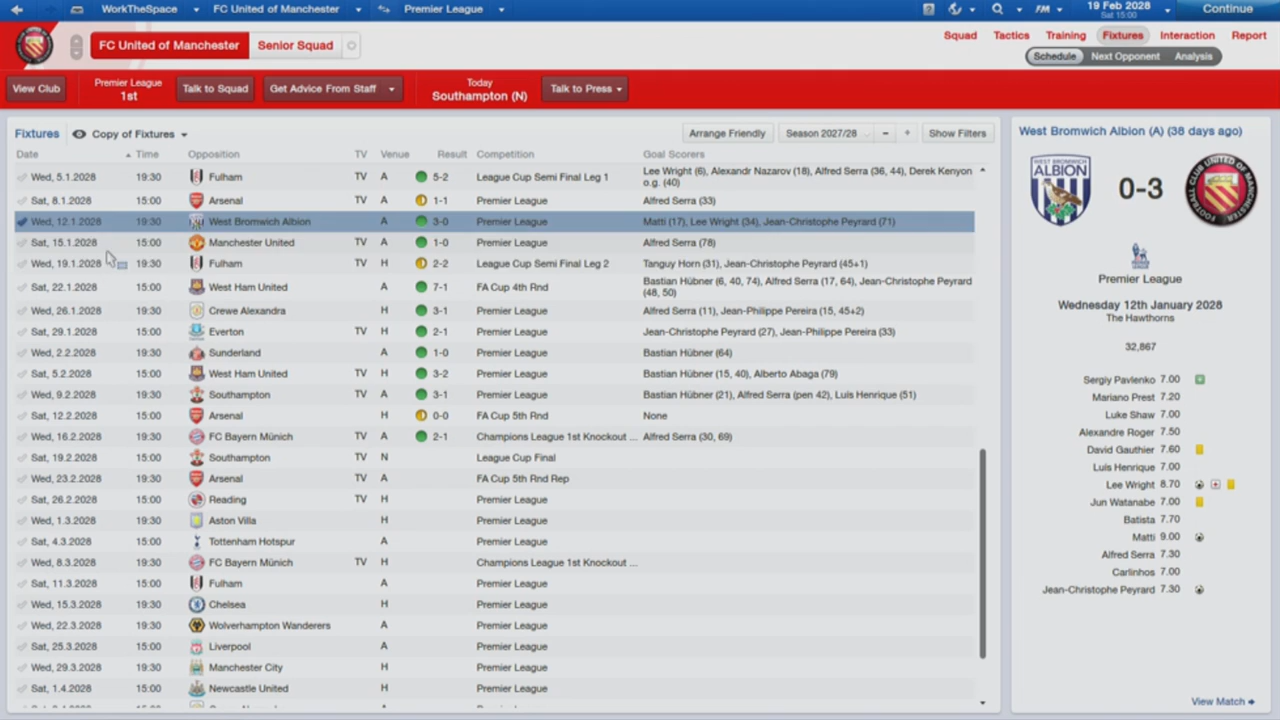 WorkTheSpace FC United of Manchester Premier League FM 19 Feb 2028 Sat 15:00 Continue
FC United of Manchester Senior Squad Squad Tactics Training Fixtures Interaction Report
Schedule Next Opponent Analysis
View Club Premier League 1st Talk to Squad Get Advice From Staff Today Southampton (N) Talk to Press
Fixtures Copy of Fixtures Arrange Friendly Season 2027/28 - + Show Filters
Date Time Opposition TV Venue Result Competition Goal Scorers
Wed, 5.1.2028 19:30 Fulham A 5-2 League Cup Semi Final Leg 1 Lee Wright (6), Alexandr Nazarov (18), Alfred Serra (36, 44), Derek Kenyon
o.g. (40)
Sat, 8.1.2028 15:00 Arsenal TV A 1-1 Premier League Alfred Serra (33)
Wed, 12.1.2028 19:30 West Bromwich Albion A 3-0 Premier League Matti (17), Lee Wright (34), Jean-Christophe Peyrard (71)
Sat, 15.1.2028 15:00 Manchester United TV A 1-0 Premier League Alfred Serra (78)
Wed, 19.1.2028 19:30 Fulham TV H 2-2 League Cup Semi Final Leg 2 Tanguy Horn (31), Jean-Christophe Peyrard (45+1)
Sat, 22.1.2028 15:00 West Ham United A 7-1 FA Cup 4th Rnd Bastian Hübner (6, 40, 74), Alfred Serra (17, 64), Jean-Christophe Peyrard
(48, 50)
Wed, 26.1.2028 19:30 Crewe Alexandra H 3-1 Premier League Alfred Serra (11), Jean-Philippe Pereira (15, 45+2)
Sat, 29.1.2028 15:00 Everton TV H 2-1 Premier League Jean-Christophe Peyrard (27), Jean-Philippe Pereira (33)
Wed, 2.2.2028 19:30 Sunderland A 1-0 Premier League Bastian Hübner (64)
Sat, 5.2.2028 15:00 West Ham United TV H 3-2 Premier League Bastian Hübner (15, 40), Alberto Abaga (79)
Wed, 9.2.2028 19:30 Southampton TV A 3-1 Premier League Bastian Hübner (21), Alfred Serra (pen 42), Luís Henrique (51)
Sat, 12.2.2028 15:00 Arsenal H 0-0 FA Cup 5th Rnd None
Wed, 16.2.2028 19:30 FC Bayern Münich TV A 2-1 Champions League 1st Knockout ... Alfred Serra (30, 69)
Sat, 19.2.2028 15:00 Southampton TV N League Cup Final
Wed, 23.2.2028 19:30 Arsenal TV A FA Cup 5th Rnd Rep
Sat, 26.2.2028 15:00 Reading TV H Premier League
Wed, 1.3.2028 19:30 Aston Villa H Premier League
Sat, 4.3.2028 15:00 Tottenham Hotspur A Premier League
Wed, 8.3.2028 19:30 FC Bayern Münich TV H Champions League 1st Knockout ...
Sat, 11.3.2028 15:00 Fulham A Premier League
Wed, 15.3.2028 19:30 Chelsea H Premier League
Wed, 22.3.2028 19:30 Wolverhampton Wanderers A Premier League
Sat, 25.3.2028 15:00 Liverpool A Premier League
Wed, 29.3.2028 19:30 Manchester City H Premier League
Sat, 1.4.2028 15:00 Newcastle United H Premier League
West Bromwich Albion (A) (38 days ago)
0-3
Premier League
Wednesday 12th January 2028
The Hawthorns
32,867
Sergiy Pavlenko 7.00
Mariano Prest 7.20
Luke Shaw 7.00
Alexandre Roger 7.50
David Gauthier 7.60
Luís Henrique 7.00
Lee Wright 8.70
Jun Watanabe 7.00
Batista 7.70
Matti 9.00
Alfred Serra 7.30
Carlinhos 7.00
Jean-Christophe Peyrard 7.30
View Match